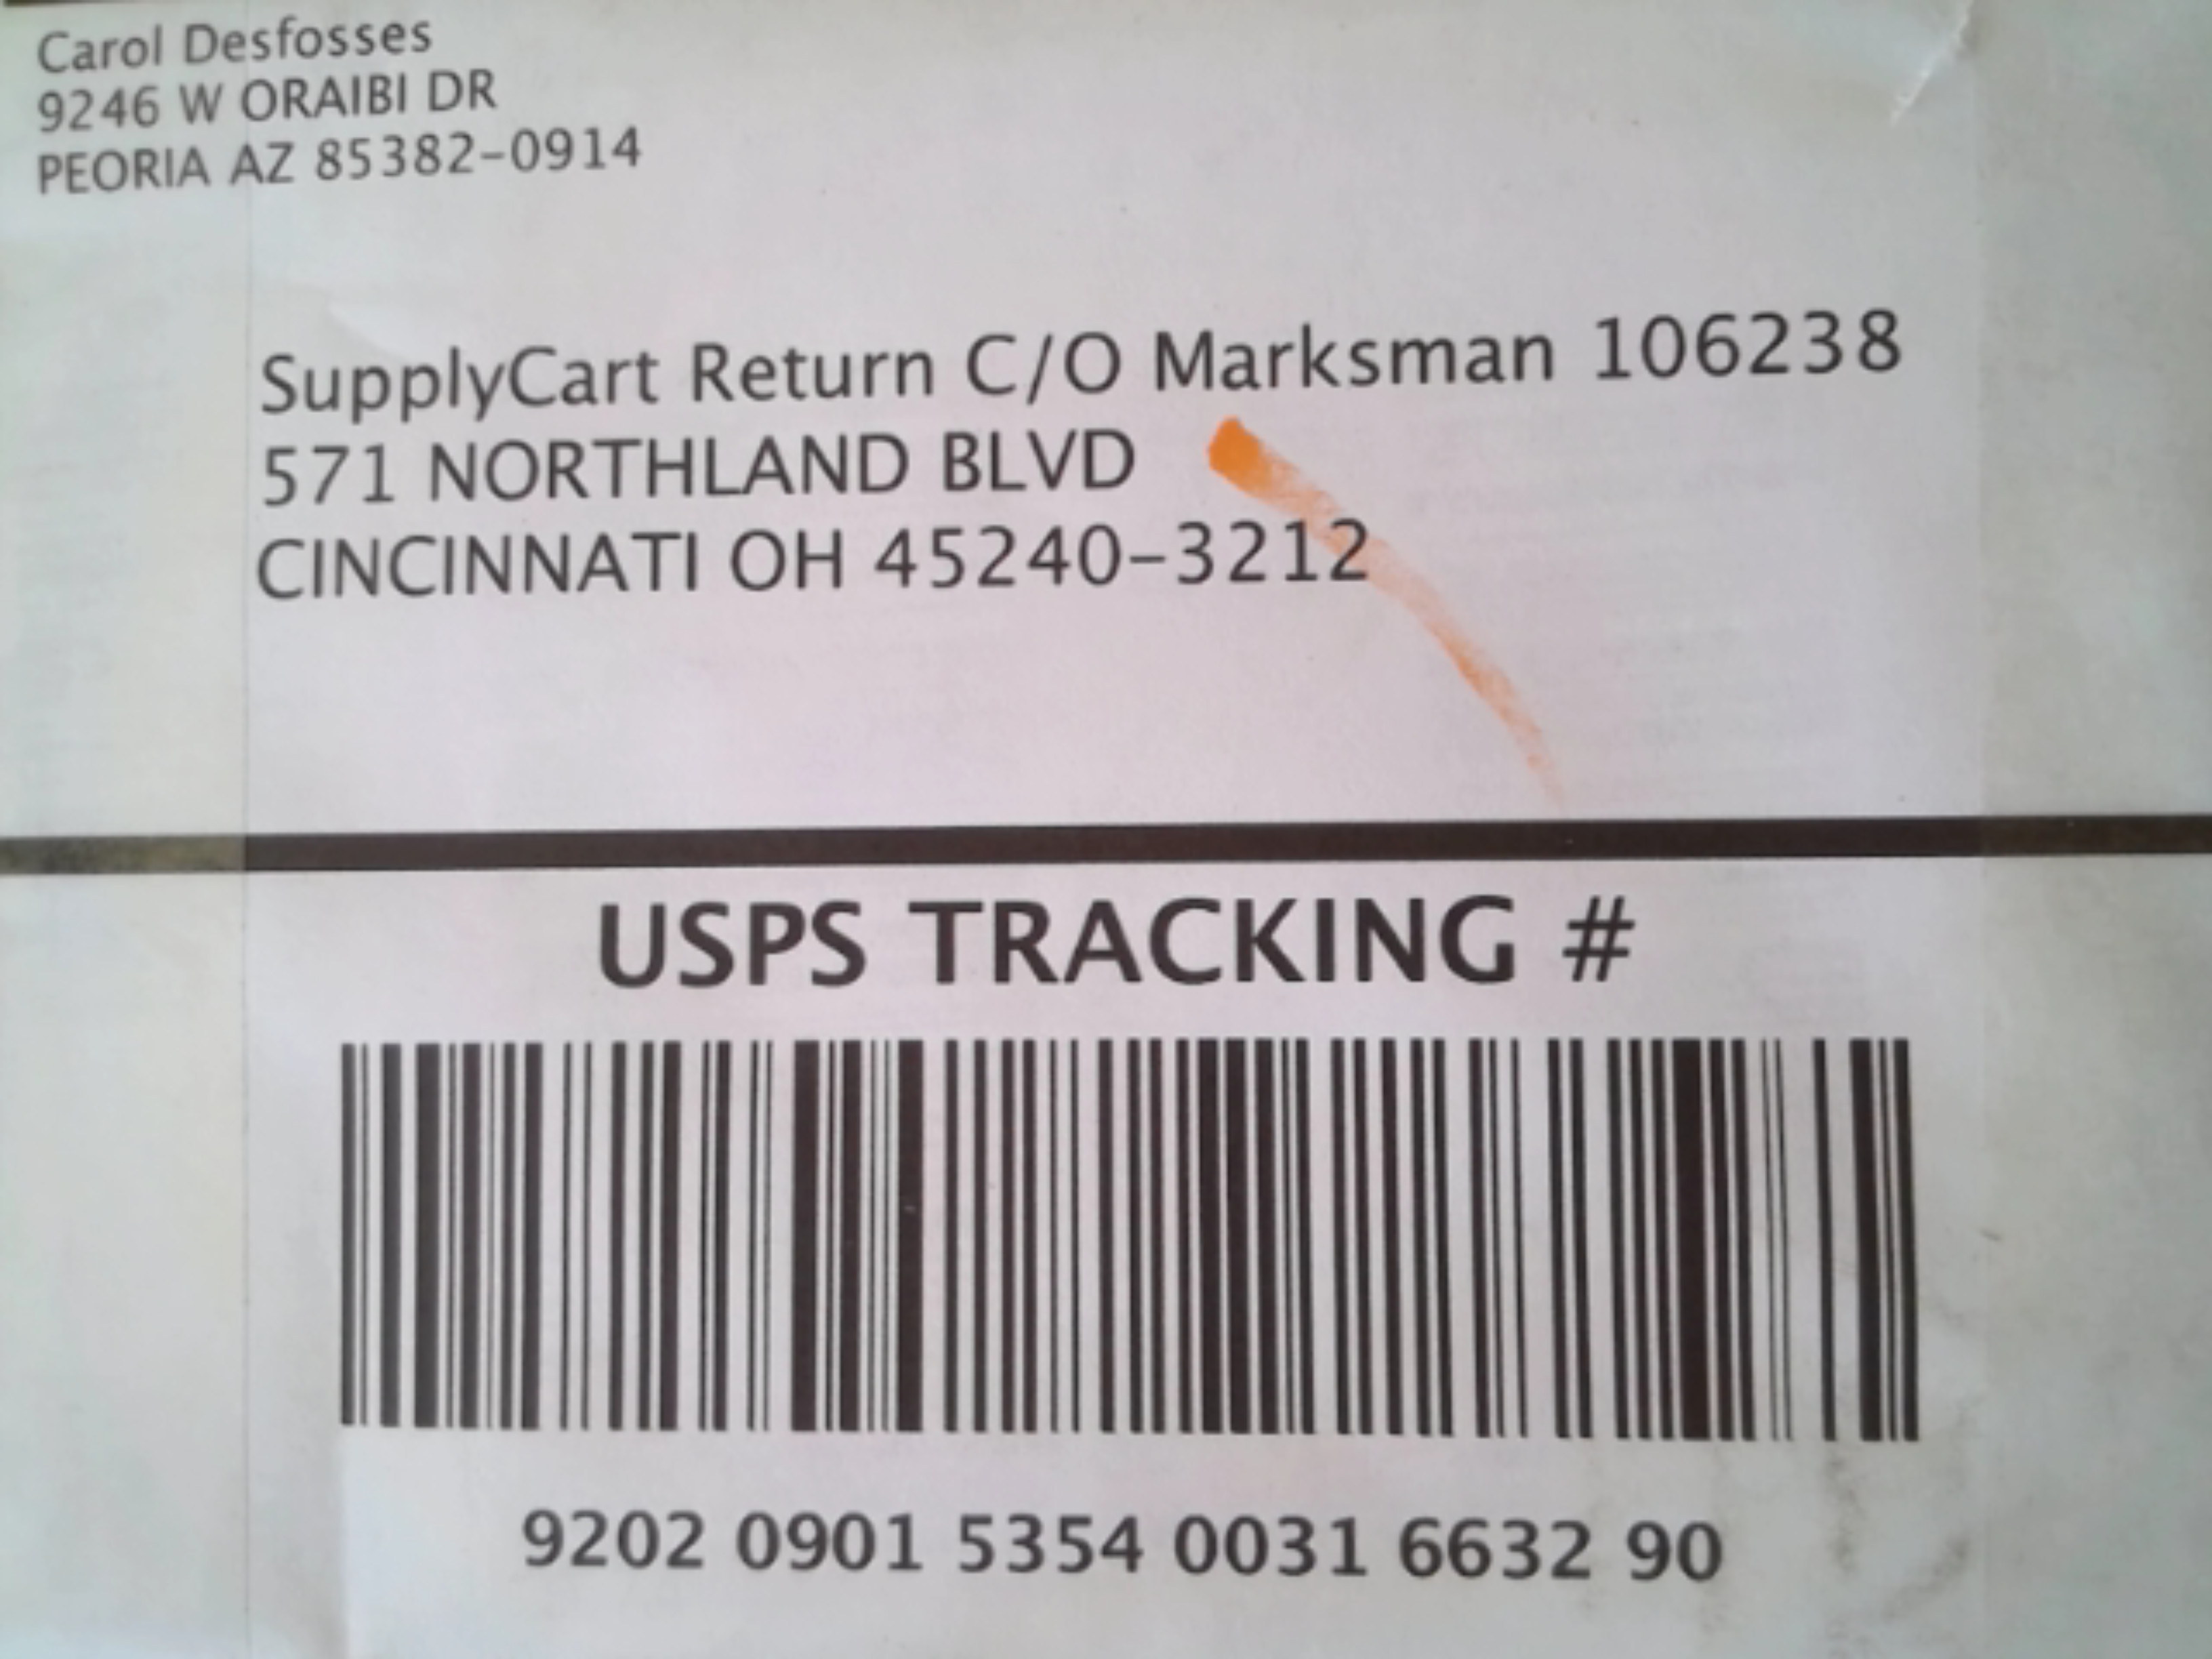 Carol Desfosses
9246 W ORAIBI DR
PEORIA AZ 85382-0914
SupplyCart Return C/O Marksman 106238
571 NORTHLAND BLVD
CINCINNATI OH 45240-3212
USPS TRACKING #
9202 0901 5354 0031 6632 90